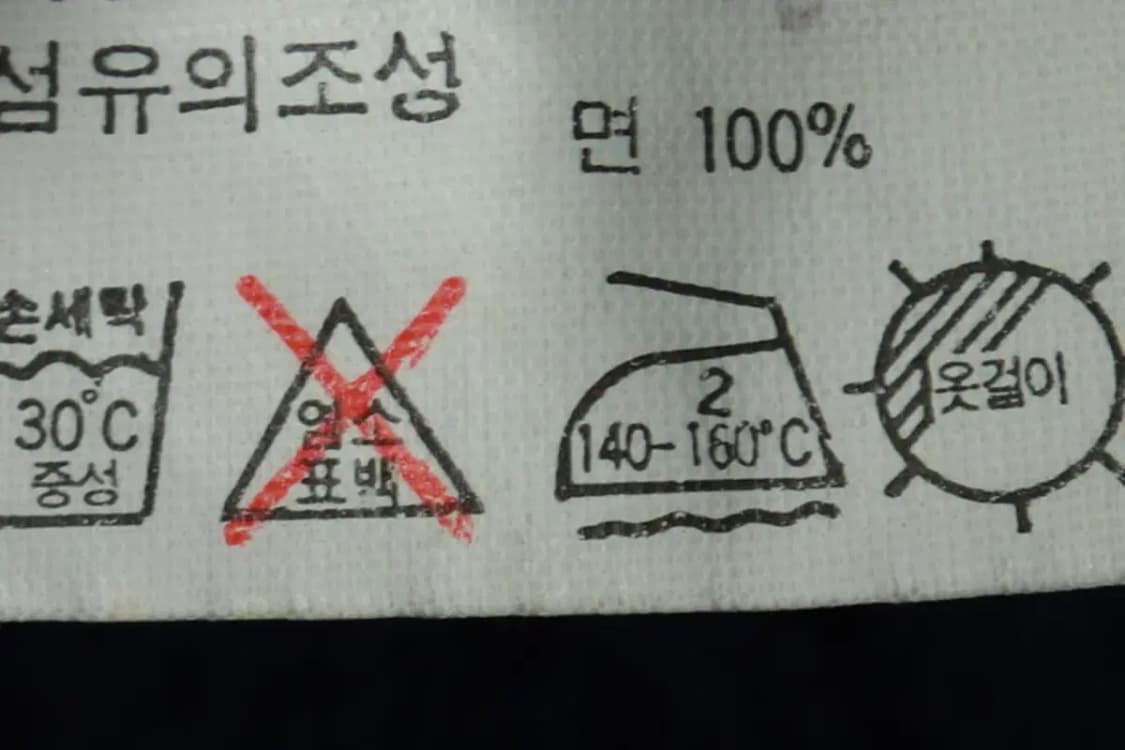 섬유의조성
면 100%
손세탁
30°C
중성
염소
표백
2
140-160°C
옷걸이